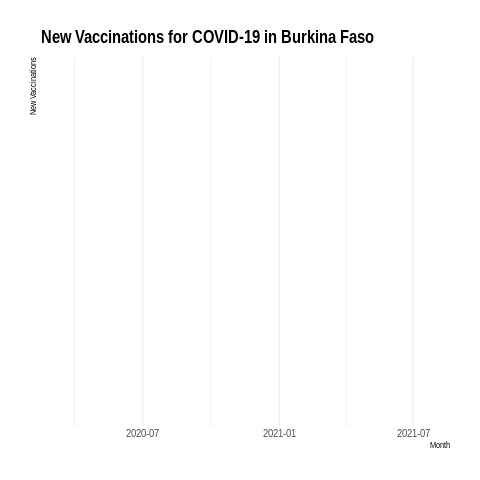 New Vaccinations for COVID-19 in Burkina Faso
New Vaccinations
2020-07
2021-01
2021-07
Month